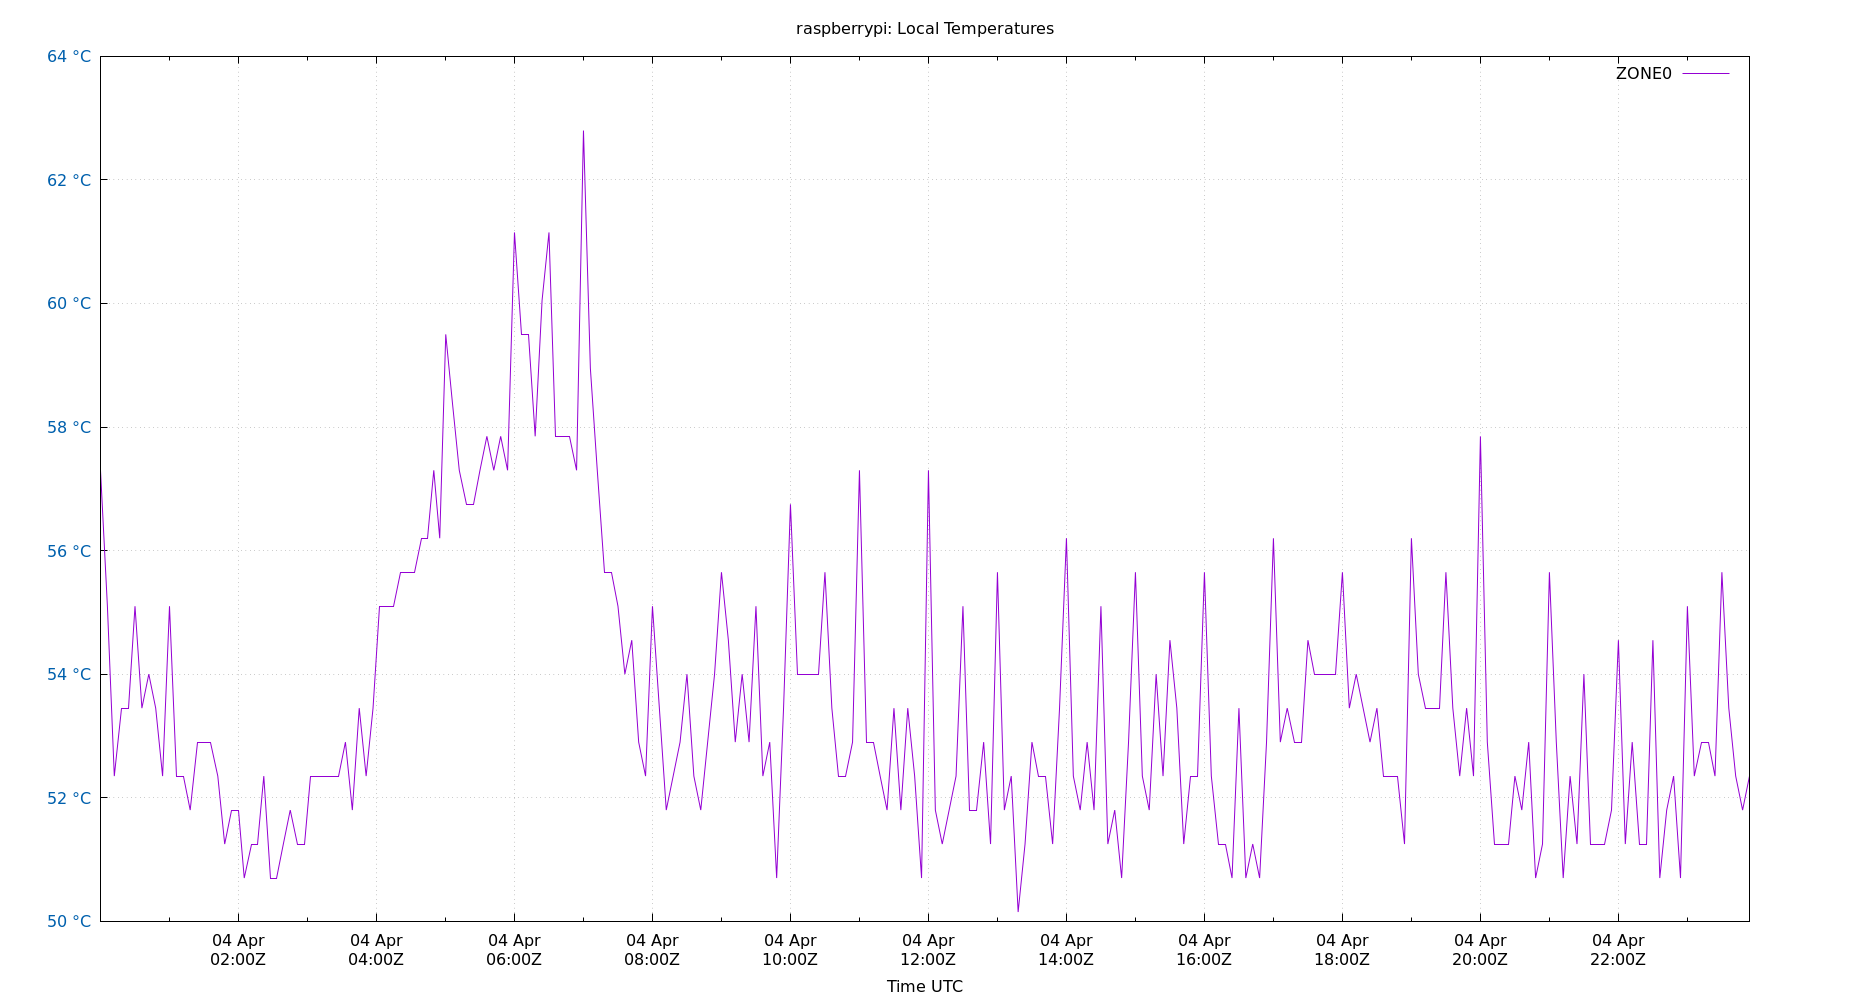 raspberrypi: Local Temperatures
64 °C
ZONE0
62 °C
60 °C
58 °C
56 °C
54 °C
52 °C
50 °C
04 Apr 04 Apr 04 Apr 04 Apr 04 Apr 04 Apr 04 Apr 04 Apr 04 Apr 04 Apr 04 Apr
02:00Z 04:00Z 06:00Z 08:00Z 10:00Z 12:00Z 14:00Z 16:00Z 18:00Z 20:00Z 22:00Z
Time UTC